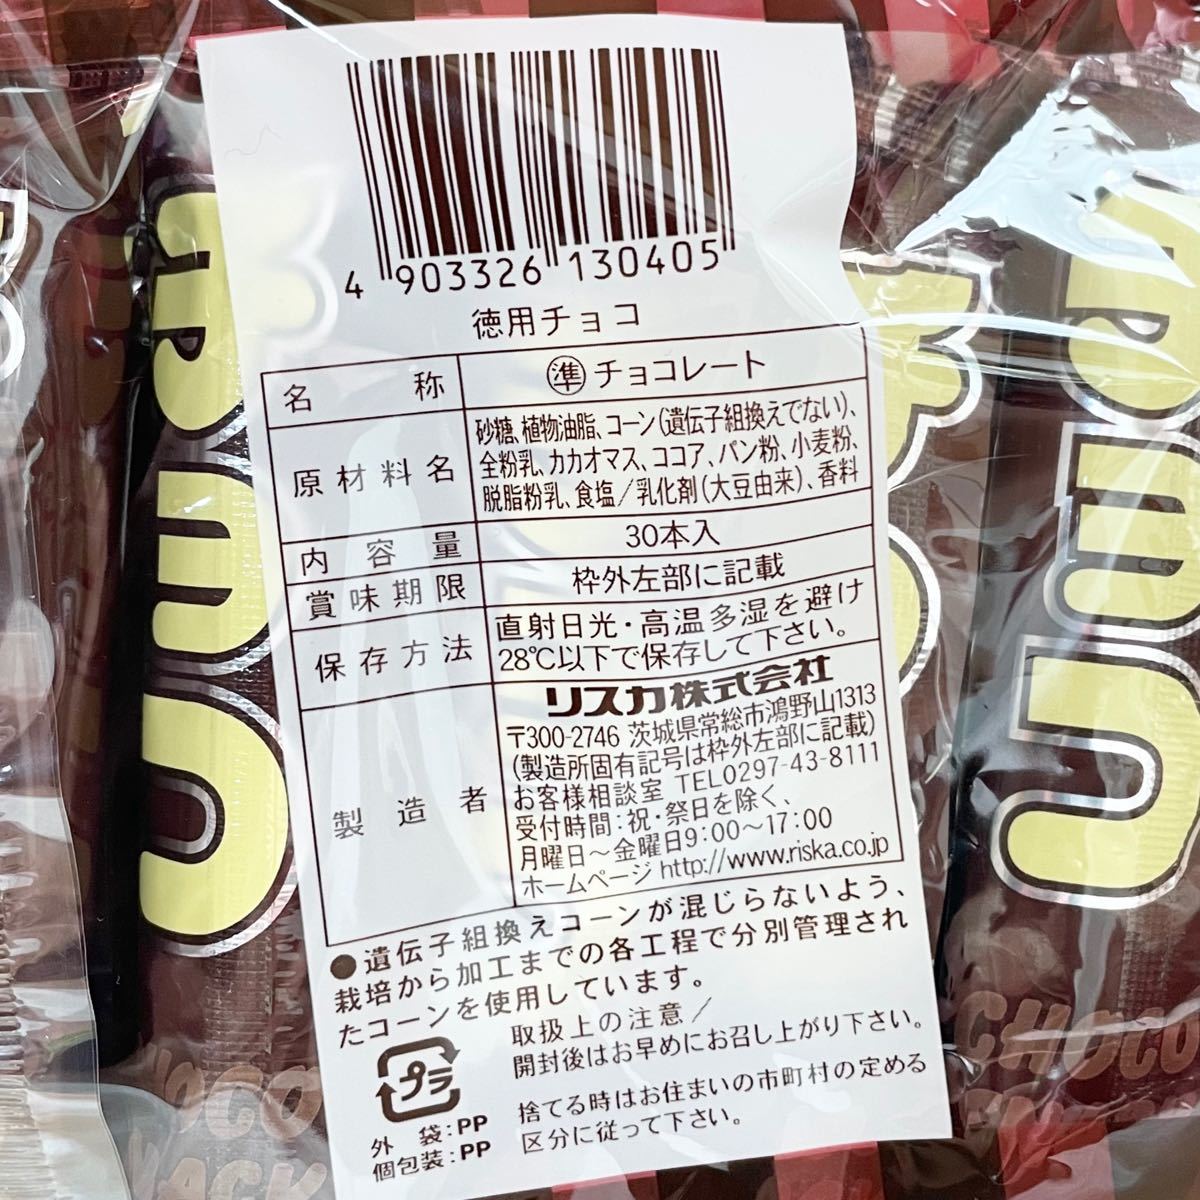 4 903326 130405
徳用チョコ
名称 ㊜チョコレート
原材料名 砂糖、植物油脂、コーン(遺伝子組換えでない)、
全粉乳、カカオマス、ココア、パン粉、小麦粉、
脱脂粉乳、食塩/乳化剤(大豆由来)、香料
内容量 30本入
賞味期限 枠外左部に記載
保存方法 直射日光・高温多湿を避け
28℃以下で保存して下さい。
製造者 リスカ株式会社
〒300-2746 茨城県常総市鴻野山1313
(製造所固有記号は枠外左部に記載)
お客様相談室 TEL0297-43-8111
受付時間:祝・祭日を除く、
月曜日～金曜日9:00～17:00
ホームページ http://www.riska.co.jp
●遺伝子組換えコーンが混じらないよう、
栽培から加工までの各工程で分別管理され
たコーンを使用しています。
取扱上の注意/
開封後はお早めにお召し上がり下さい。
プラ
外袋:PP
個包装:PP
捨てる時はお住まいの市町村の定める
区分に従って下さい。
CHOCO